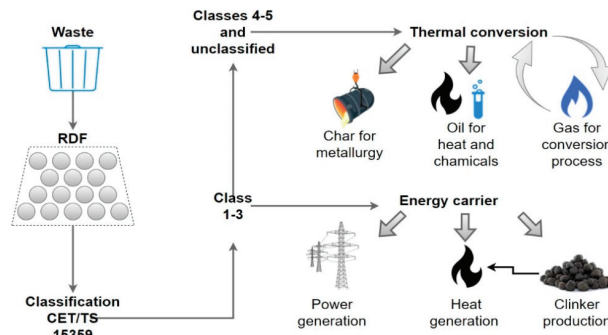 Waste
RDF
Classification
CET/TS
15359
Classes 4-5
and
unclassified
Class
1-3
Thermal conversion
Char for
metallurgy
Oil for
heat and
chamicals
Gas for
conversion
process
Energy carrier
Power
generation
Heat
generation
Clinker
production